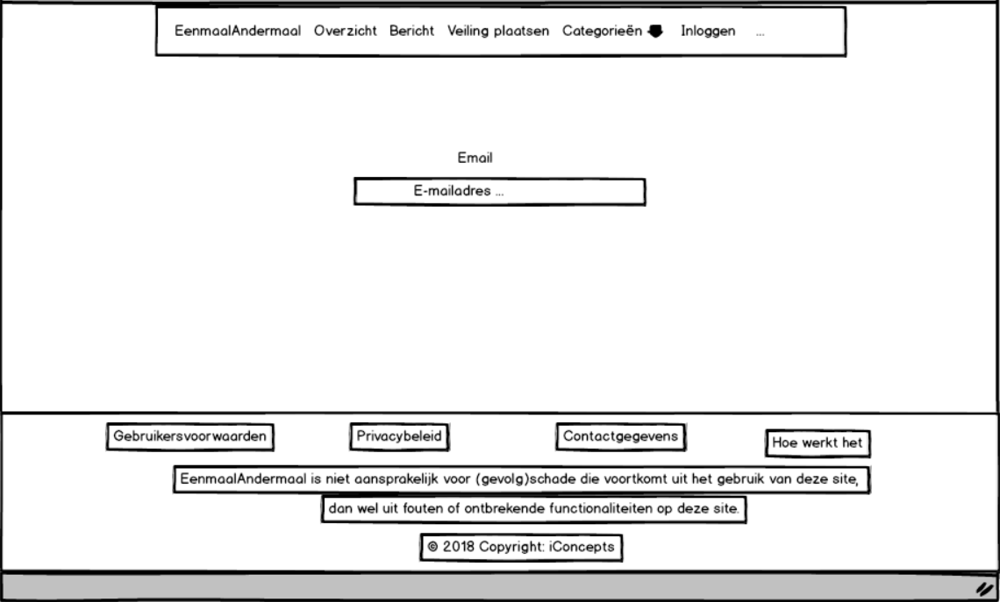 EenmaalAndermaal Overzicht Bericht Veiling plaatsen Categorieën Inloggen ...
Email
E-mailadres ...
Gebruikersvoorwaarden Privacybeleid Contactgegevens Hoe werkt het
EenmaalAndermaal is niet aansprakelijk voor (gevolg)schade die voortkomt uit het gebruik van deze site,
dan wel uit fouten of ontbrekende functionaliteiten op deze site.
© 2018 Copyright: iConcepts